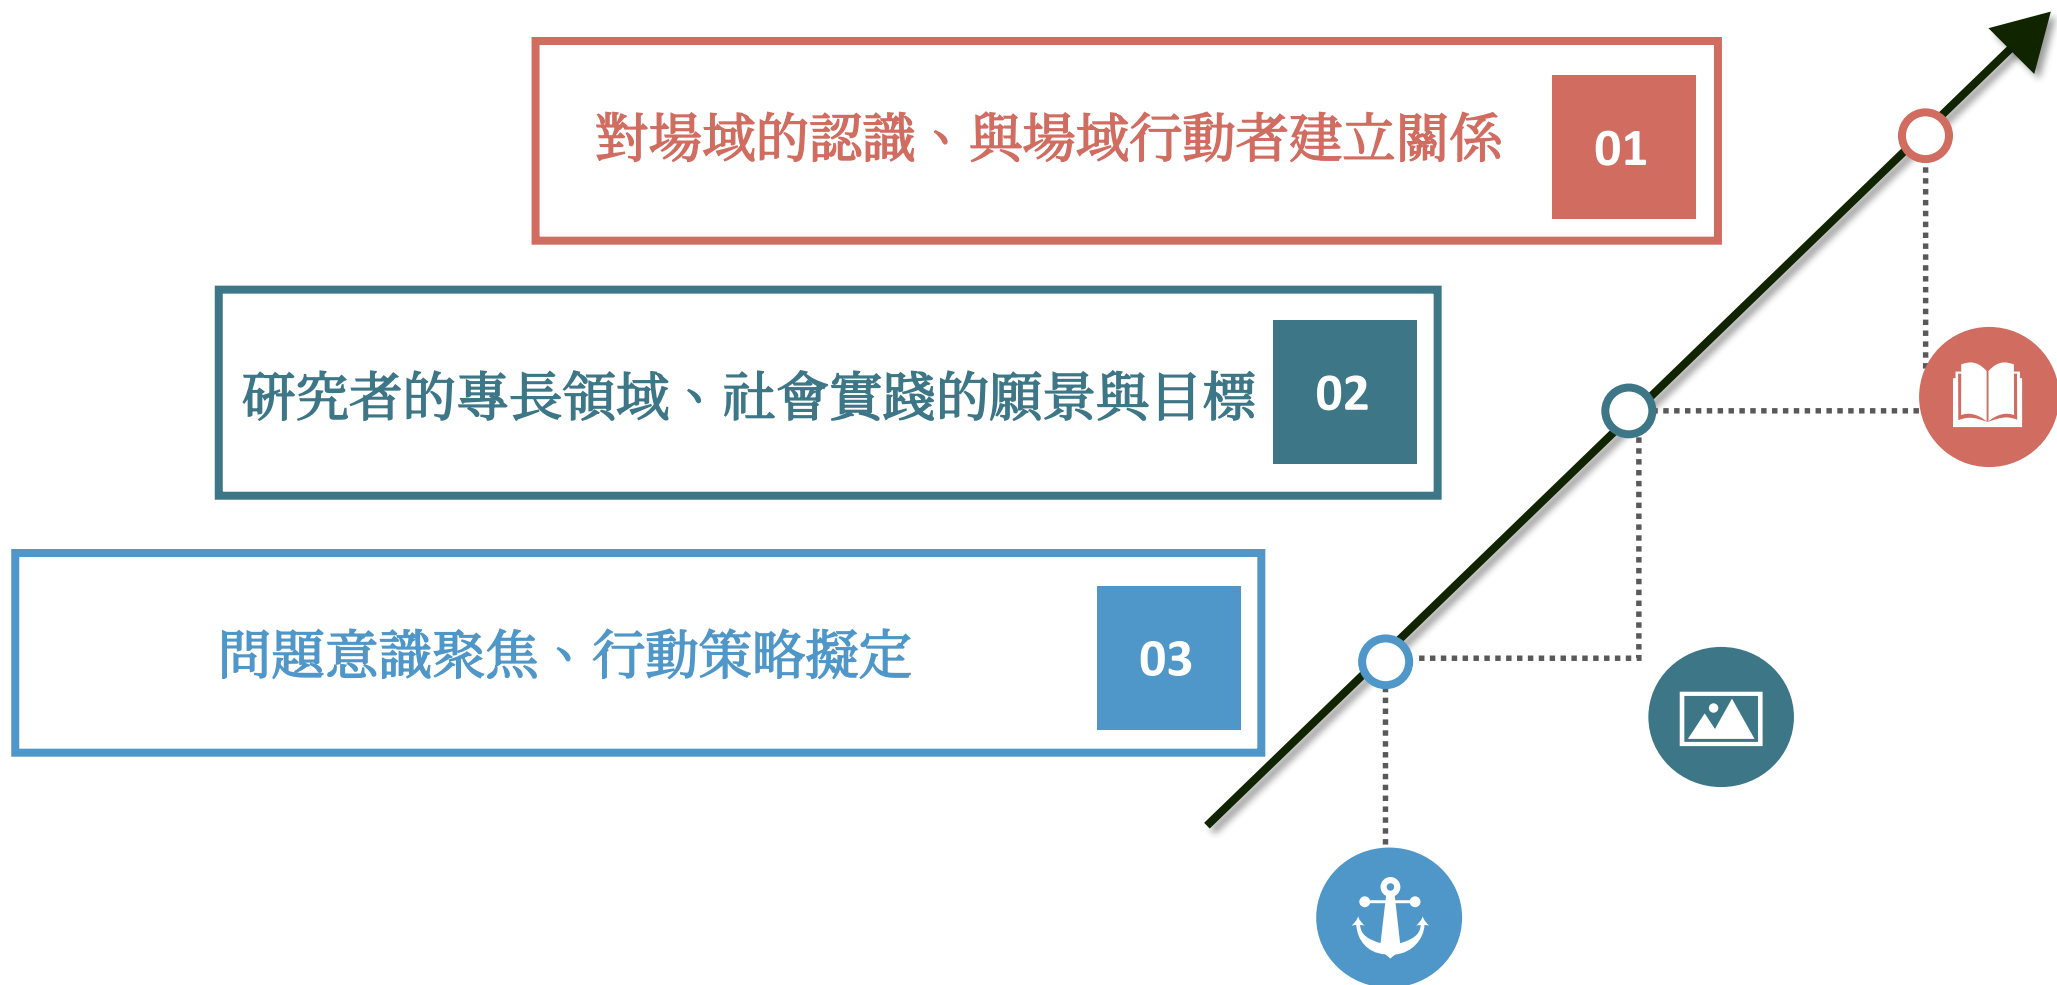 對場域的認識、與場域行動者建立關係
01
研究者的專長領域、社會實踐的願景與目標
02
問題意識聚焦、行動策略擬定
03